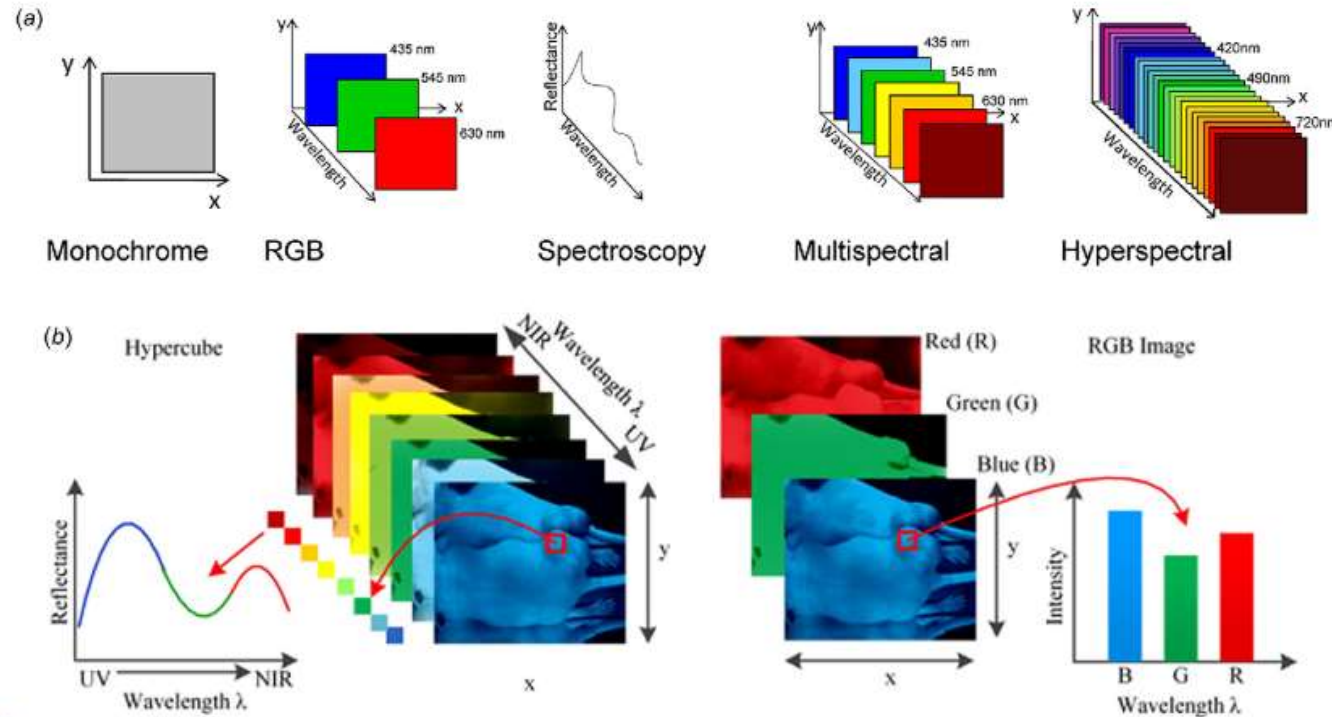 (a)
y
x
Monochrome
y
435 nm
545 nm
x
630 nm
Wavelength
RGB
Reflectance
Wavelength
Spectroscopy
y
435 nm
545 nm
630 nm
x
Wavelength
Multispectral
y
420nm
490nm
x
720nm
Wavelength
Hyperspectral
(b)
Hypercube
NIR
Wavelength λ
UV
y
x
Reflectance
UV
NIR
Wavelength λ
Red (R)
Green (G)
Blue (B)
y
x
RGB Image
Intensity
B G R
Wavelength λ